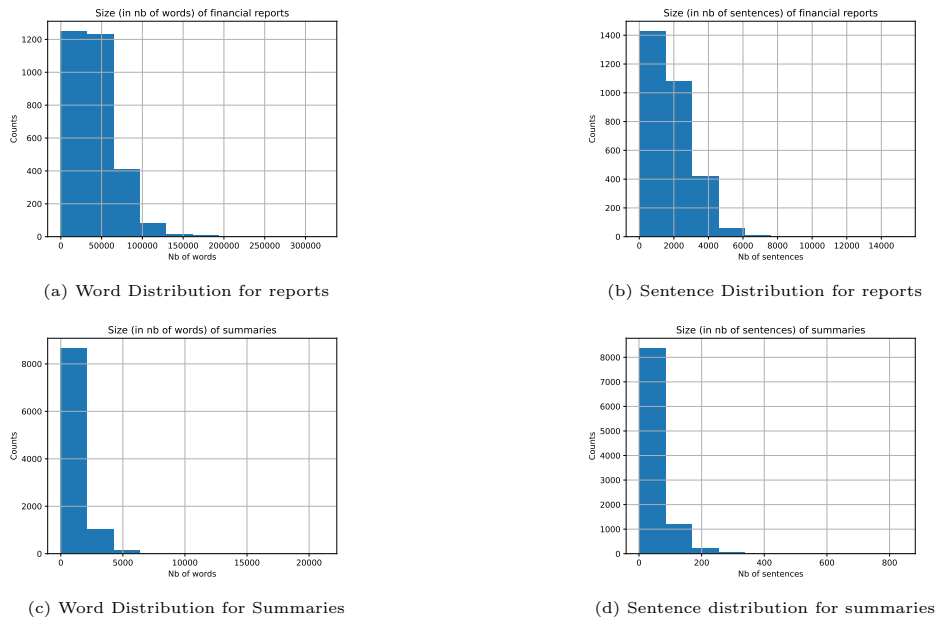 Size (in nb of words) of financial reports
1200
1000
800
600
400
200
0
Counts
0 50000 100000 150000 200000 250000 300000
Nb of words
(a) Word Distribution for reports
Size (in nb of sentences) of financial reports
1400
1200
1000
800
600
400
200
0
Counts
0 2000 4000 6000 8000 10000 12000 14000
Nb of sentences
(b) Sentence Distribution for reports
Size (in nb of words) of summaries
8000
6000
4000
2000
0
Counts
0 5000 10000 15000 20000
Nb of words
(c) Word Distribution for Summaries
Size (in nb of sentences) of summaries
8000
7000
6000
5000
4000
3000
2000
1000
0
Counts
0 200 400 600 800
Nb of sentences
(d) Sentence distribution for summaries